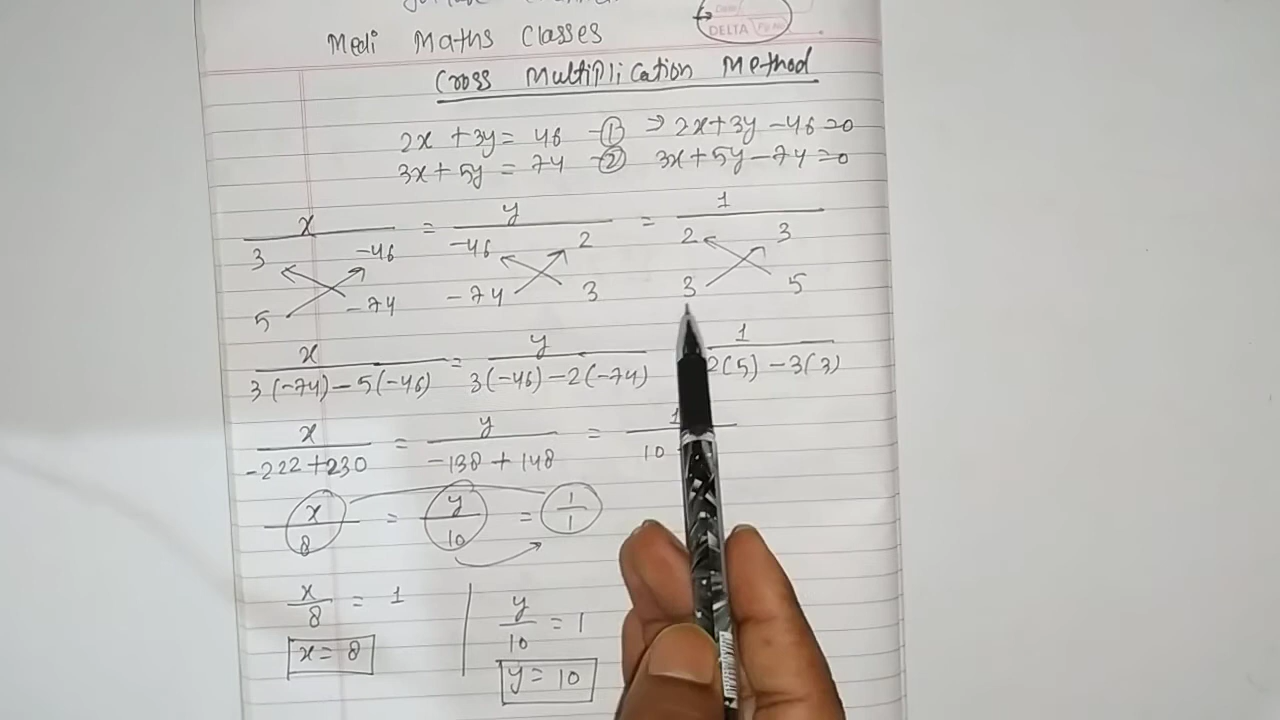 Medi Maths Classes
DELTA Pg No.
Date
Cross Multiplication Method
2x + 3y = 46 -① ⇒ 2x+3y-46=0
3x+5y = 74 -② 3x+5y-74=0
x = y = 1
3 -46 -46 2 2 3
5 -74 -74 3 3 5
x = y 1
3(-74)-5(-46) 3(-46)-2(-74) 2(5)-3(3)
x = y = 1
-222+230 -138+148 10
x = y = 1
8 10 1
x/8 = 1 y/10 = 1
x = 8 y = 10